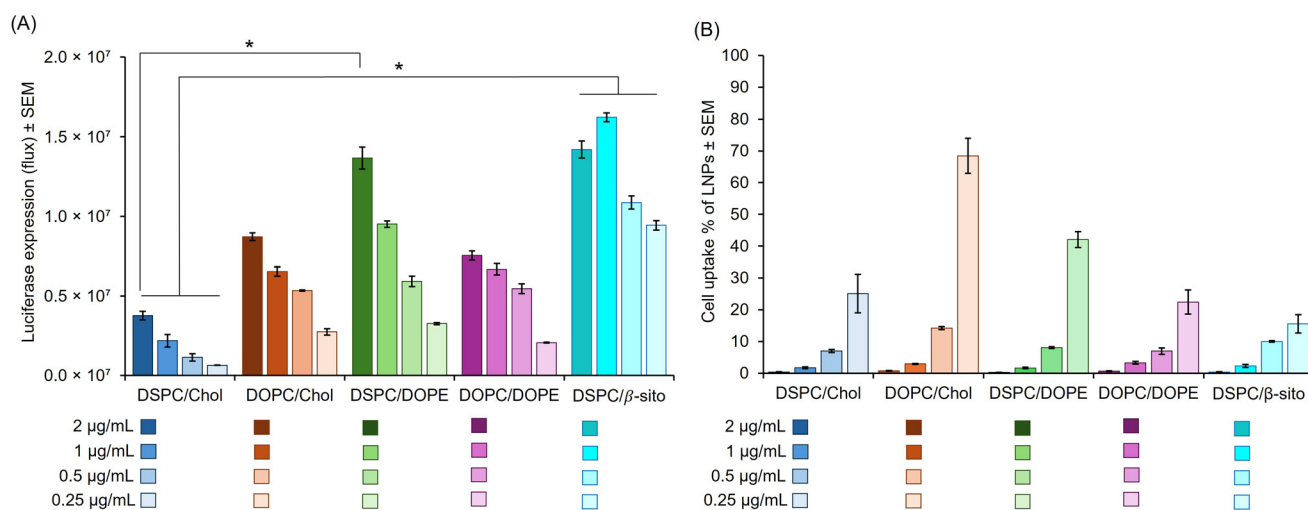 (A)
Luciferase expression (flux) ± SEM
2.0 × 10⁷
1.5 × 10⁷
1.0 × 10⁷
0.5 × 10⁷
0.0 × 10⁷
*
*
DSPC/Chol DOPC/Chol DSPC/DOPE DOPC/DOPE DSPC/β-sito
2 µg/mL
1 µg/mL
0.5 µg/mL
0.25 µg/mL
(B)
Cell uptake % of LNPs ± SEM
100
90
80
70
60
50
40
30
20
10
0
DSPC/Chol DOPC/Chol DSPC/DOPE DOPC/DOPE DSPC/β-sito
2 µg/mL
1 µg/mL
0.5 µg/mL
0.25 µg/mL